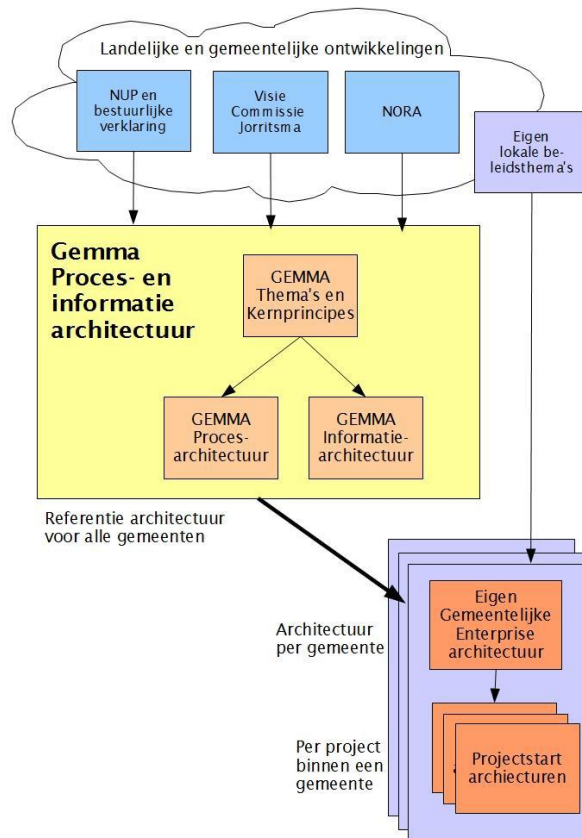 Landelijke en gemeentelijke ontwikkelingen
NUP en
bestuurlijke
verklaring
Visie
Commissie
Jorritsma
NORA
Eigen
lokale be-
leidsthema's
Gemma
Proces- en
informatie
architectuur
GEMMA
Thema's en
Kernprincipes
GEMMA
Proces-
architectuur
GEMMA
Informatie-
architectuur
Referentie architectuur
voor alle gemeenten
Architectuur
per gemeente
Eigen
Gemeentelijke
Enterprise
architectuur
Per project
binnen een
gemeente
Projectstart
archiecturen